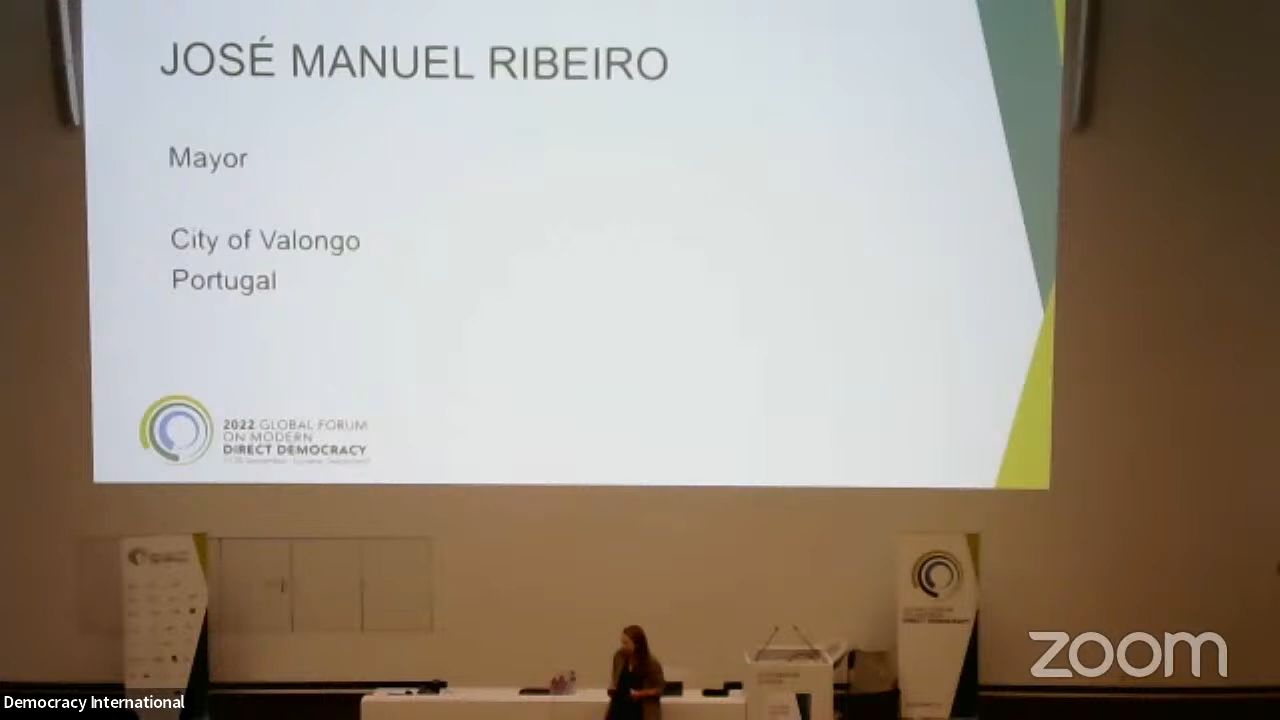 JOSÉ MANUEL RIBEIRO
Mayor
City of Valongo
Portugal
2022 GLOBAL FORUM
ON MODERN
DIRECT DEMOCRACY
zoom
Democracy International